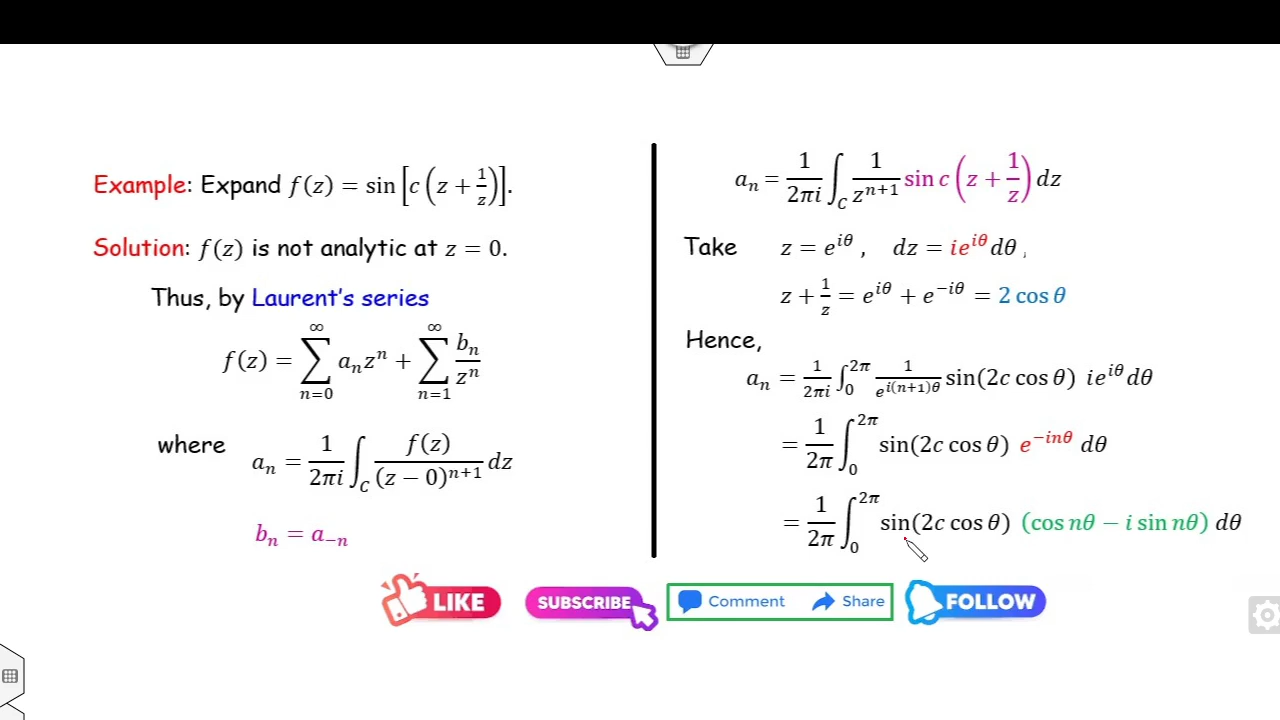 Example: Expand f(z) = sin [c (z + 1/z)].
Solution: f(z) is not analytic at z = 0.
Thus, by Laurent's series
f(z) = ∑_{n=0}^{∞} a_n z^n + ∑_{n=1}^{∞} b_n/z^n
where a_n = 1/(2πi) ∫_C f(z)/(z − 0)^{n+1} dz
b_n = a_{−n}
a_n = 1/(2πi) ∫_C 1/z^{n+1} sin c (z + 1/z) dz
Take z = e^{iθ} , dz = ie^{iθ}dθ ,
z + 1/z = e^{iθ} + e^{−iθ} = 2 cos θ
Hence,
a_n = 1/(2πi) ∫_0^{2π} 1/e^{i(n+1)θ} sin(2c cos θ) ie^{iθ}dθ
= 1/(2π) ∫_0^{2π} sin(2c cos θ) e^{−inθ} dθ
= 1/(2π) ∫_0^{2π} sin(2c cos θ) (cos nθ − i sin nθ) dθ
LIKE SUBSCRIBE Comment Share FOLLOW